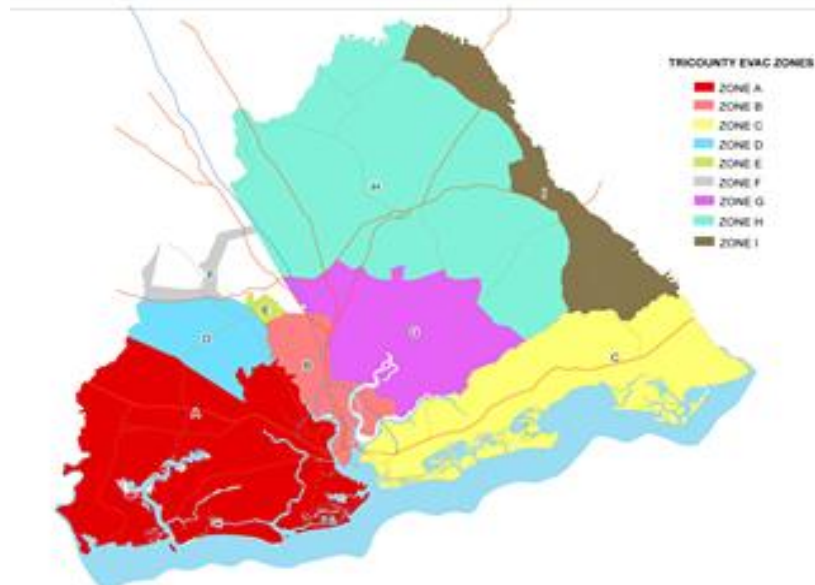 TRICOUNTY EVAC ZONES
ZONE A
ZONE B
ZONE C
ZONE D
ZONE E
ZONE F
ZONE G
ZONE H
ZONE I
H
I
F
E
D
G
B
C
A